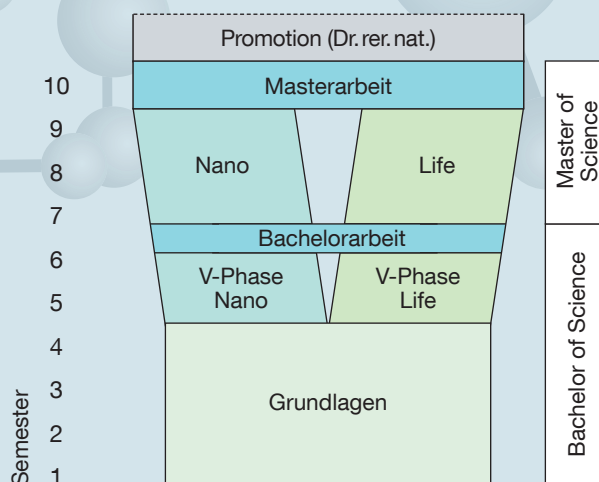 Promotion (Dr. rer. nat.)
10
Masterarbeit
9
8
7
Nano
Life
Master of
Science
Bachelorarbeit
6
5
V-Phase
Nano
V-Phase
Life
4
3
2
1
Grundlagen
Bachelor of Science
Semester